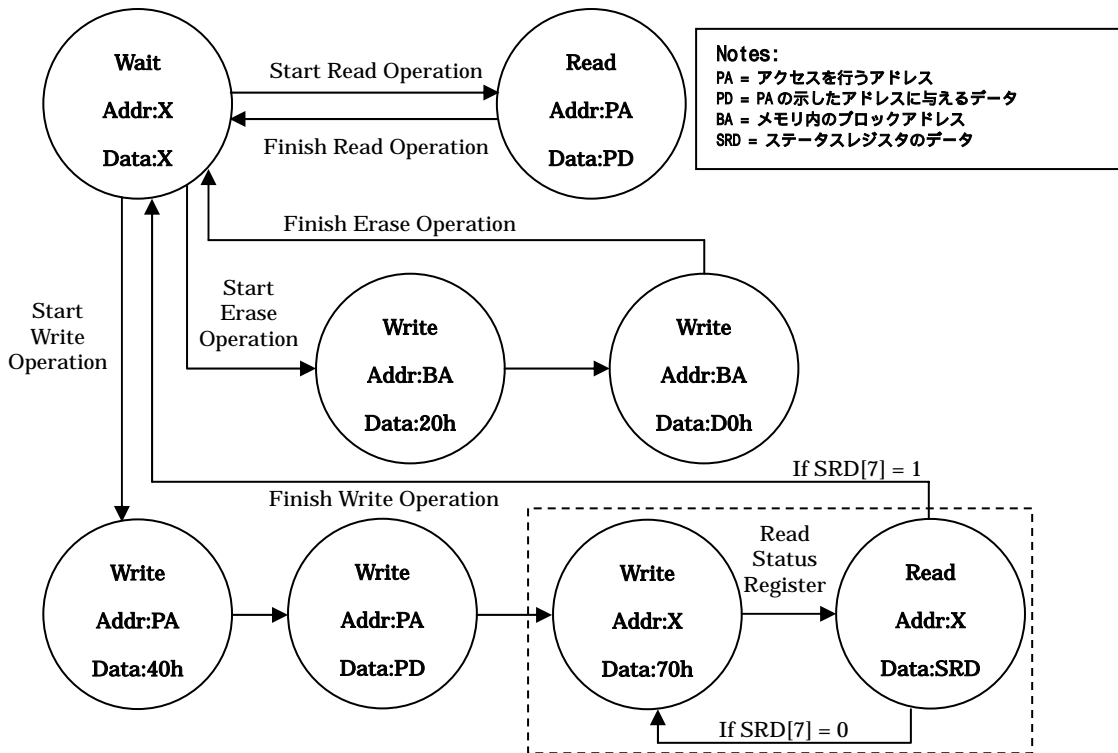 Wait
Addr:X
Data:X
Start Read Operation
Finish Read Operation
Read
Addr:PA
Data:PD
Notes:
PA = アクセスを行うアドレス
PD = PA の示したアドレスに与えるデータ
BA = メモリ内のブロックアドレス
SRD = ステータスレジスタのデータ
Finish Erase Operation
Start
Write
Operation
Start
Erase
Operation
Write
Addr:BA
Data:20h
Write
Addr:BA
Data:D0h
If SRD[7] = 1
Finish Write Operation
Write
Addr:PA
Data:40h
Write
Addr:PA
Data:PD
Write
Addr:X
Data:70h
Read
Status
Register
Read
Addr:X
Data:SRD
If SRD[7] = 0